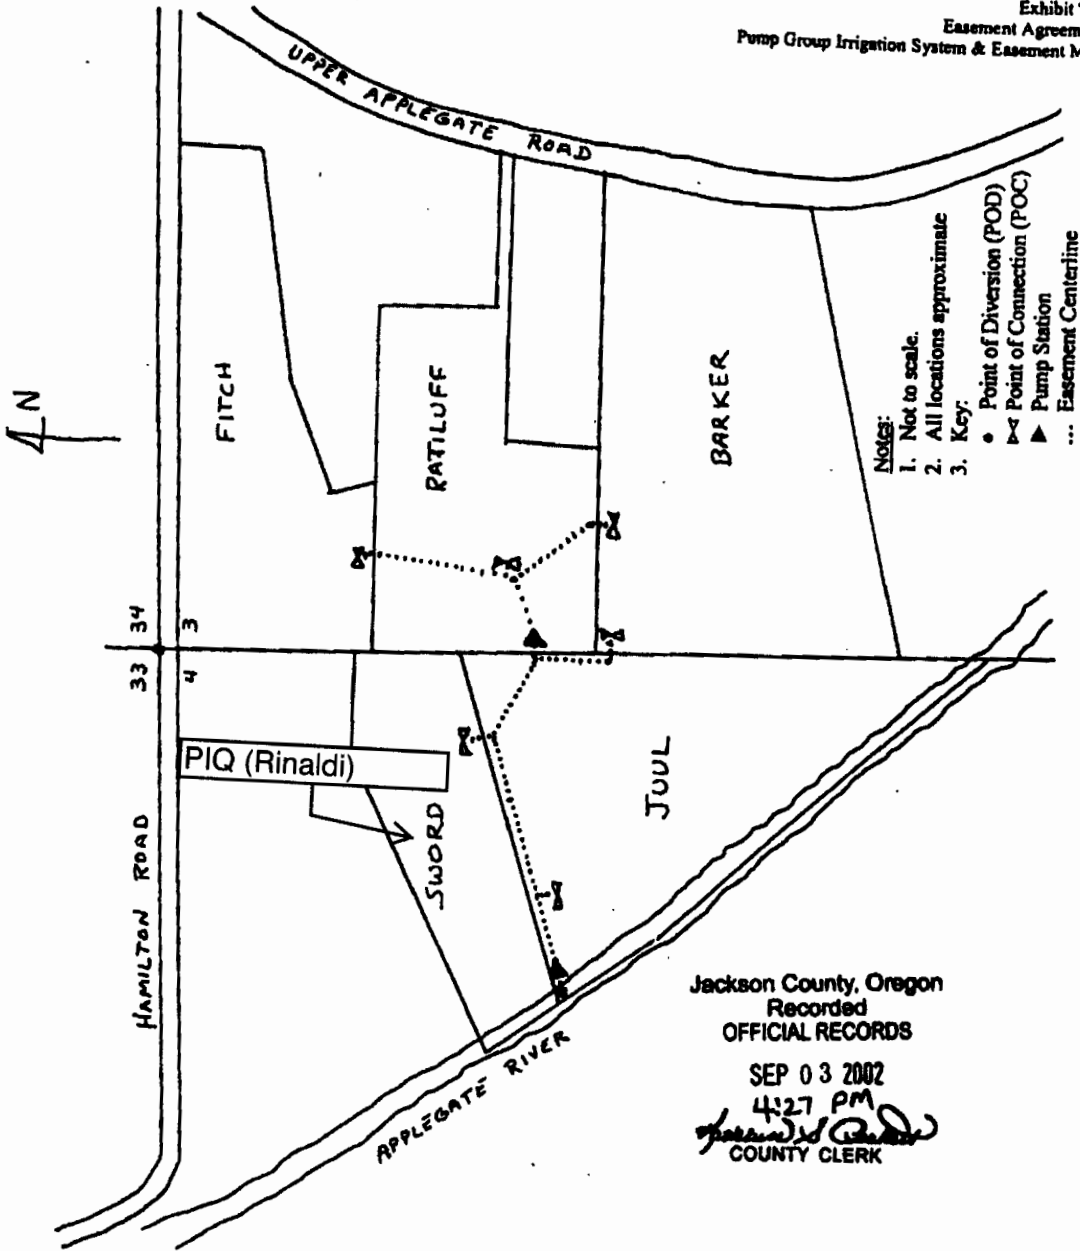 Exhibit
Easement Agreem
Pump Group Irrigation System & Easement M
UPPER APPLEGATE ROAD
N
FITCH
RATILUFF
BARKER
33 34
4 3
HAMILTON ROAD
PIQ (Rinaldi)
SWORD
JUUL
APPLEGATE RIVER
Notes:
1. Not to scale.
2. All locations approximate
3. Key:
• Point of Diversion (POD)
⋈ Point of Connection (POC)
▲ Pump Station
... Easement Centerline
Jackson County, Oregon
Recorded
OFFICIAL RECORDS
SEP 03 2002
4:27 PM
COUNTY CLERK